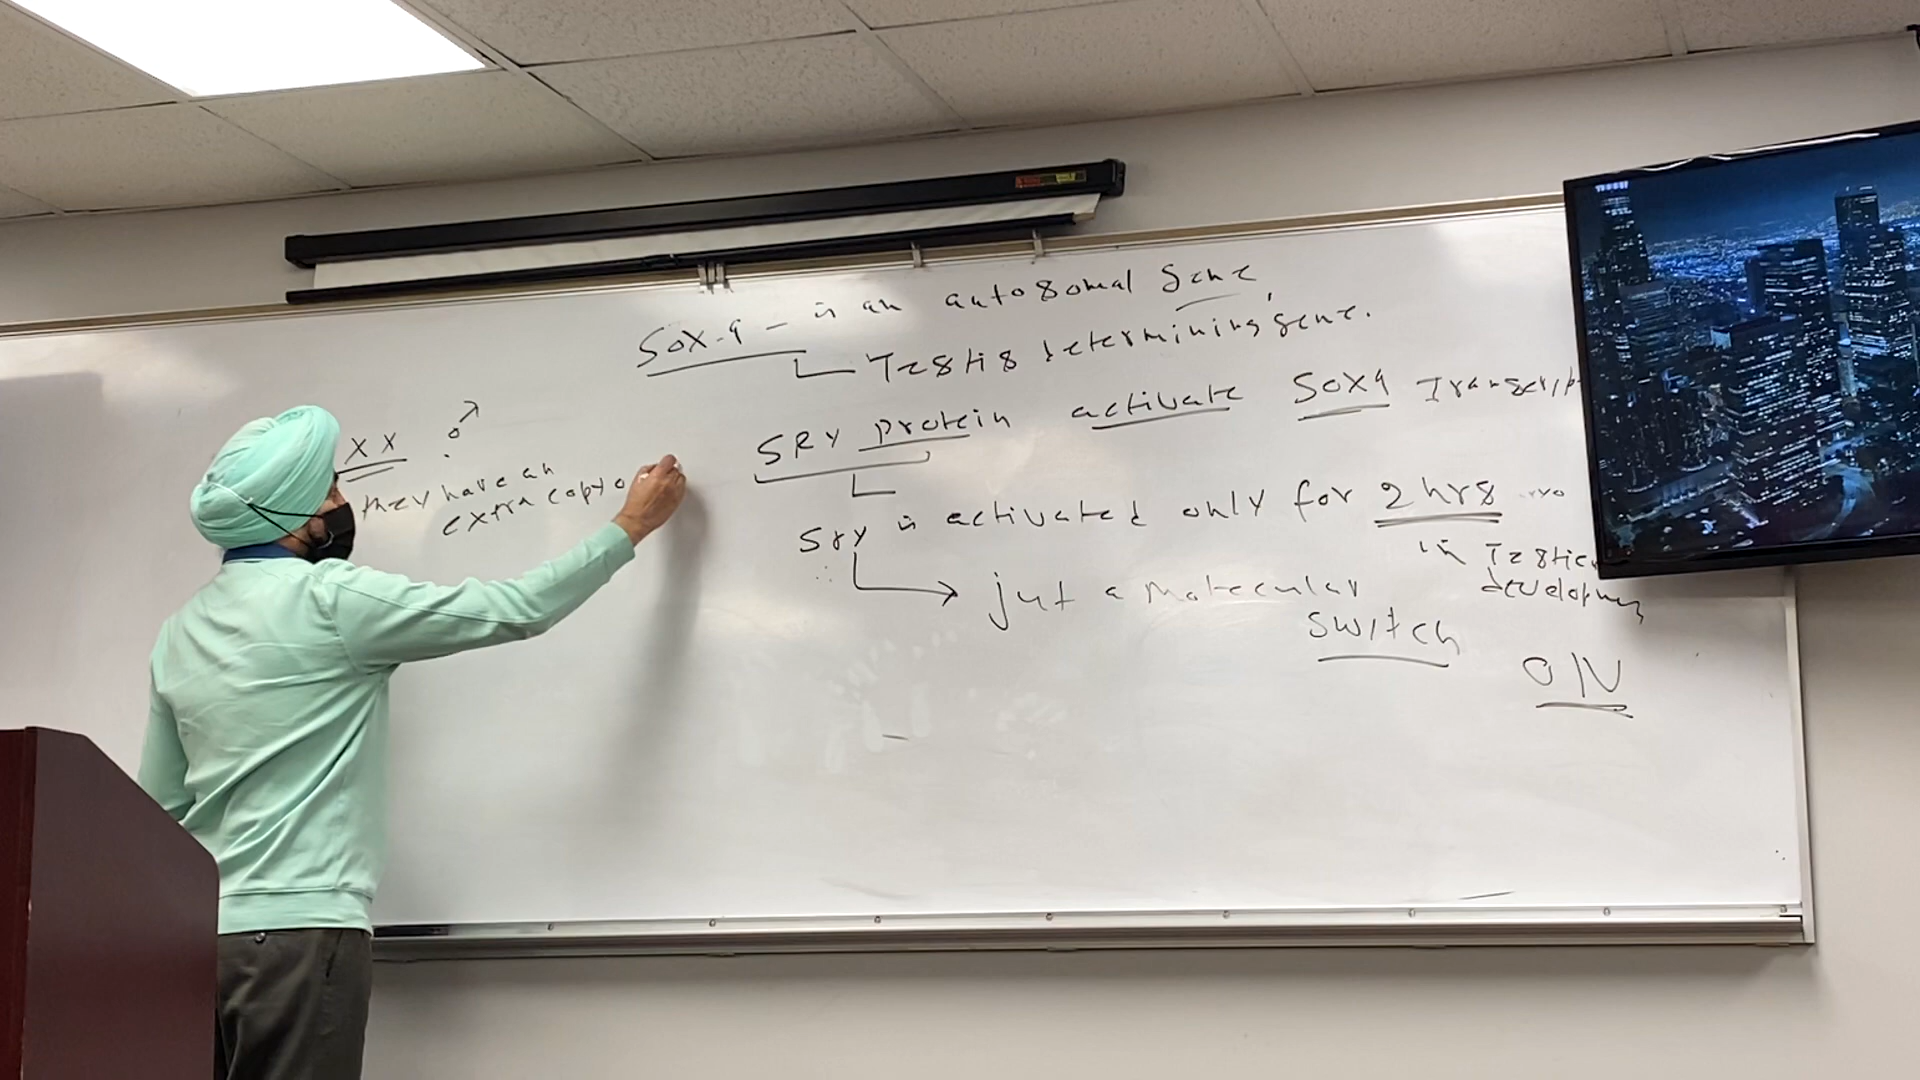 SOX-9 - is an autosomal gene,
Testis determining gene.
SRY protein activate SOX9 Transcript
Sry is activated only for 2 hrs
in Testic
development
just a molecular
switch
ON
XX ♂
they have an
extra copy o